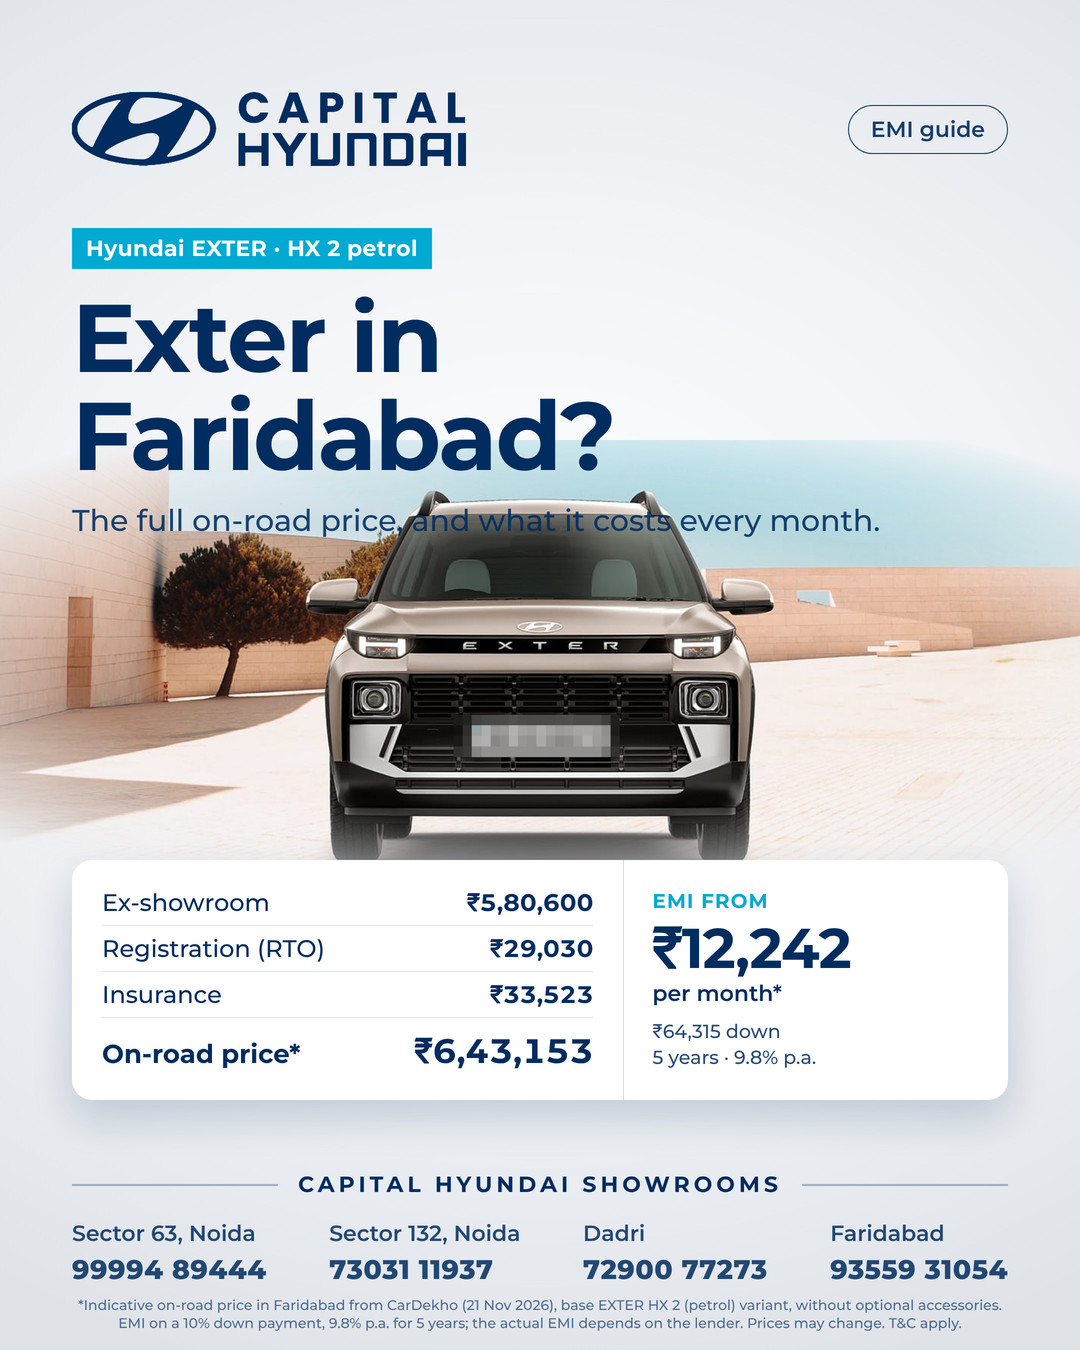 CAPITAL
HYUNDAI
EMI guide
Hyundai EXTER · HX 2 petrol
Exter in
Faridabad?
The full on-road price, and what it costs every month.
EXTER
Ex-showroom ₹5,80,600
Registration (RTO) ₹29,030
Insurance ₹33,523
On-road price* ₹6,43,153
EMI FROM
₹12,242
per month*
₹64,315 down
5 years · 9.8% p.a.
CAPITAL HYUNDAI SHOWROOMS
Sector 63, Noida
99994 89444
Sector 132, Noida
73031 11937
Dadri
72900 77273
Faridabad
93559 31054
*Indicative on-road price in Faridabad from CarDekho (21 Nov 2026), base EXTER HX 2 (petrol) variant, without optional accessories.
EMI on a 10% down payment, 9.8% p.a. for 5 years; the actual EMI depends on the lender. Prices may change. T&C apply.